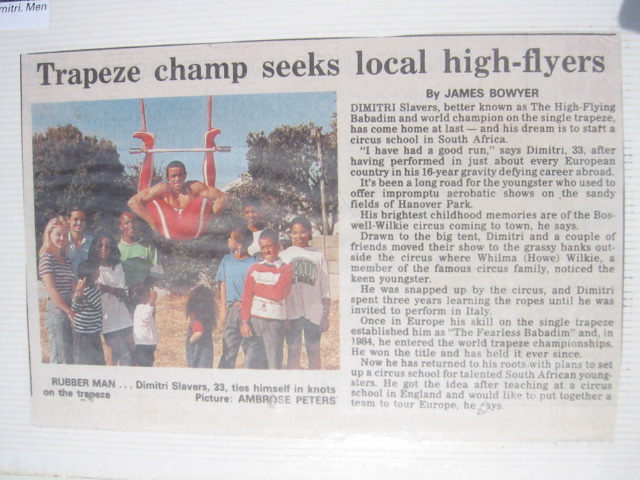 mitri, Men
Trapeze champ seeks local high-flyers
By JAMES BOWYER
DIMITRI Slavers, better known as The High-Flying
Babadim and world champion on the single trapeze,
has come home at last — and his dream is to start a
circus school in South Africa.
"I have had a good run," says Dimitri, 33, after
having performed in just about every European
country in his 16-year gravity defying career abroad.
It's been a long road for the youngster who used to
offer impromptu acrobatic shows on the sandy
fields of Hanover Park.
His brightest childhood memories are of the Bos-
well-Wilkie circus coming to town, he says.
Drawn to the big tent, Dimitri and a couple of
friends moved their show to the grassy banks out-
side the circus where Whilma (Howe) Wilkie, a
member of the famous circus family, noticed the
keen youngster.
He was snapped up by the circus, and Dimitri
spent three years learning the ropes until he was
invited to perform in Italy.
Once in Europe his skill on the single trapeze
established him as "The Fearless Babadim" and, in
1984, he entered the world trapeze championships.
He won the title and has held it ever since.
Now he has returned to his roots with plans to set
up a circus school for talented South African young-
sters. He got the idea after teaching at a circus
school in England and would like to put together a
team to tour Europe, he says.
RUBBER MAN . . . Dimitri Slavers, 33, ties himself in knots
on the trapeze
Picture: AMBROSE PETERS